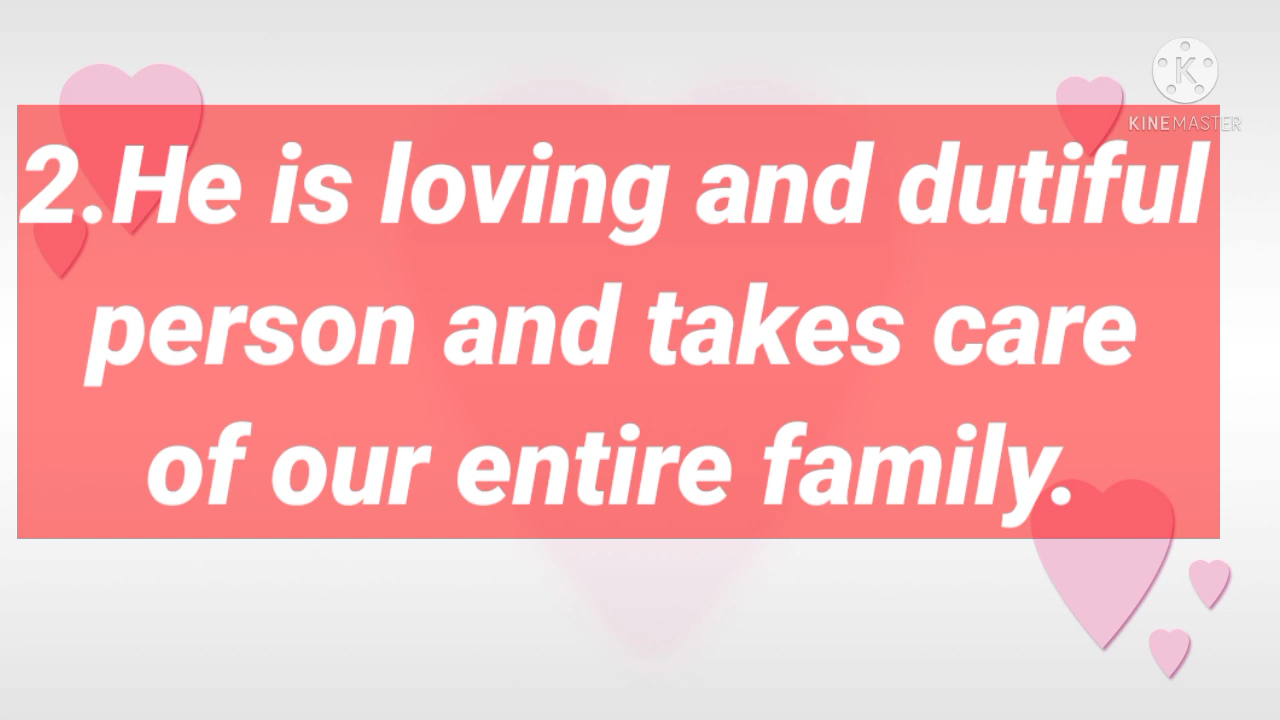 K
KINEMASTER
2.He is loving and dutiful
person and takes care
of our entire family.